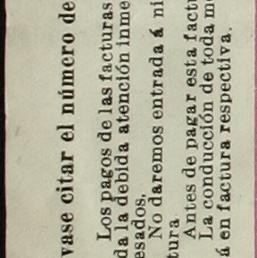 vase citar el número de
Los pagos de las facturas
da la debida atención inme
esados,
No daremos entrada á ni
tura.
Antes de pagar esta factu
La conducción de toda me
á en factura respectiva.